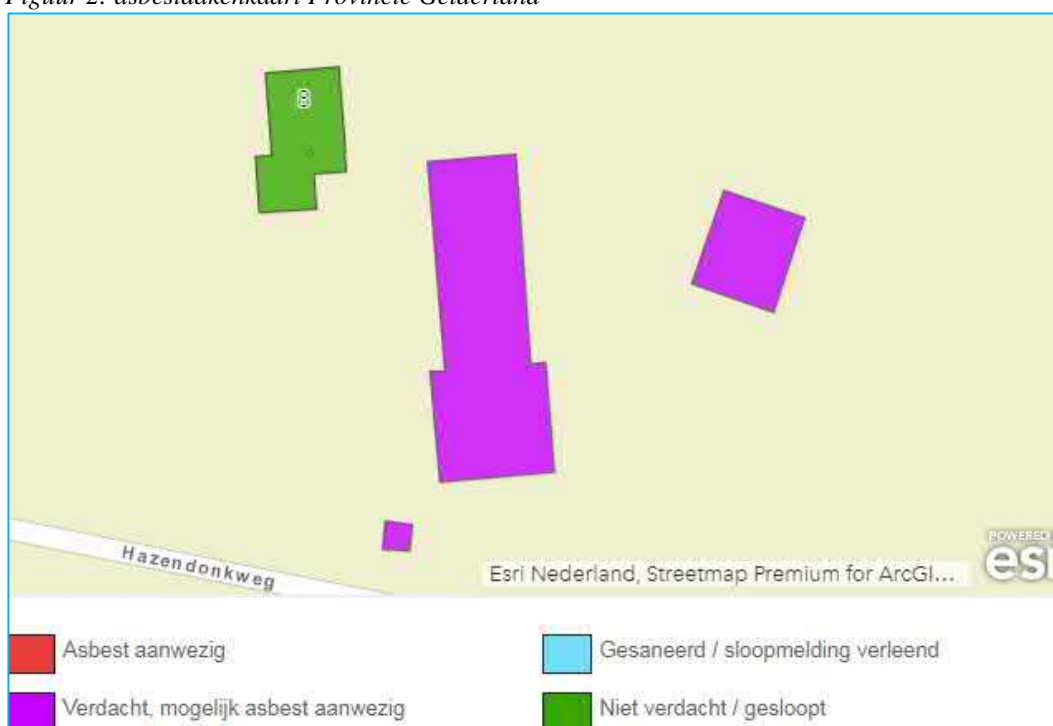 Figuur 2: asbestdakenkaart Provincie Gelderland
8
Hazendonkweg
POWERED
esri
Esri Nederland, Streetmap Premium for ArcGI...
Asbest aanwezig
Gesaneerd / sloopmelding verleend
Verdacht, mogelijk asbest aanwezig
Niet verdacht / gesloopt